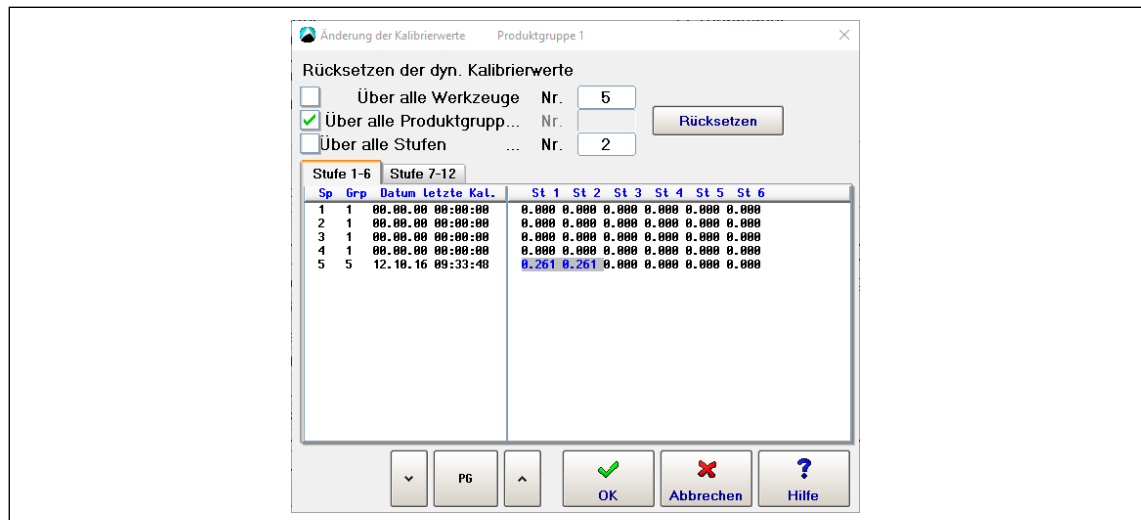 Änderung der Kalibrierwerte Produktgruppe 1
Rücksetzen der dyn. Kalibrierwerte
Über alle Werkzeuge Nr. 5
Über alle Produktgrupp... Nr.
Rücksetzen
Über alle Stufen ... Nr. 2
Stufe 1-6 Stufe 7-12
Sp Grp Datum letzte Kal. St 1 St 2 St 3 St 4 St 5 St 6
1 1 00.00.00 00:00:00 0.000 0.000 0.000 0.000 0.000 0.000
2 1 00.00.00 00:00:00 0.000 0.000 0.000 0.000 0.000 0.000
3 1 00.00.00 00:00:00 0.000 0.000 0.000 0.000 0.000 0.000
4 1 00.00.00 00:00:00 0.000 0.000 0.000 0.000 0.000 0.000
5 5 12.10.16 09:33:48 0.261 0.261 0.000 0.000 0.000 0.000
PG OK Abbrechen Hilfe